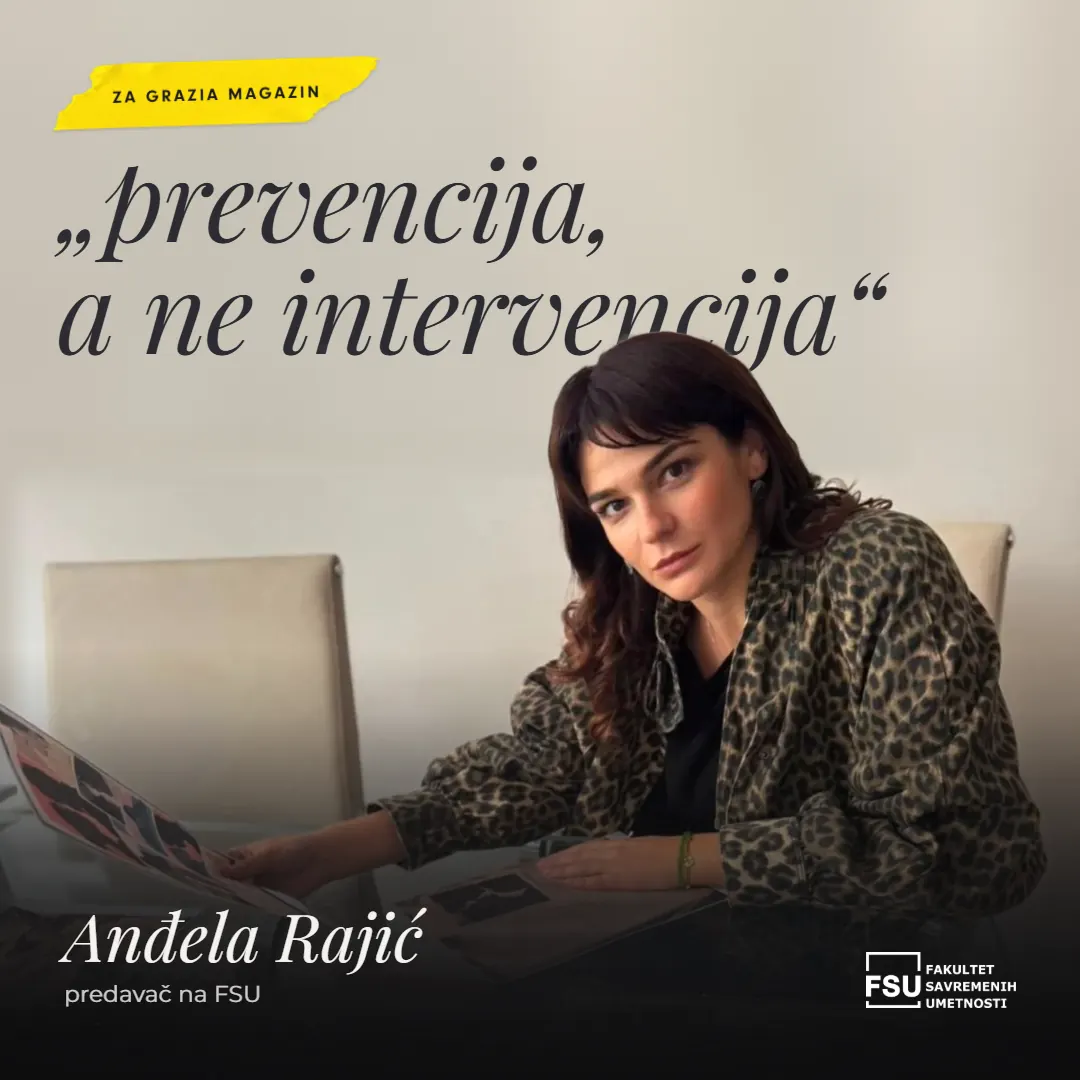 ZA GRAZIA MAGAZIN
„prevencija,
a ne intervencija“
Anđela Rajić
predavač na FSU
FSU
FAKULTET
SAVREMENIH
UMETNOSTI